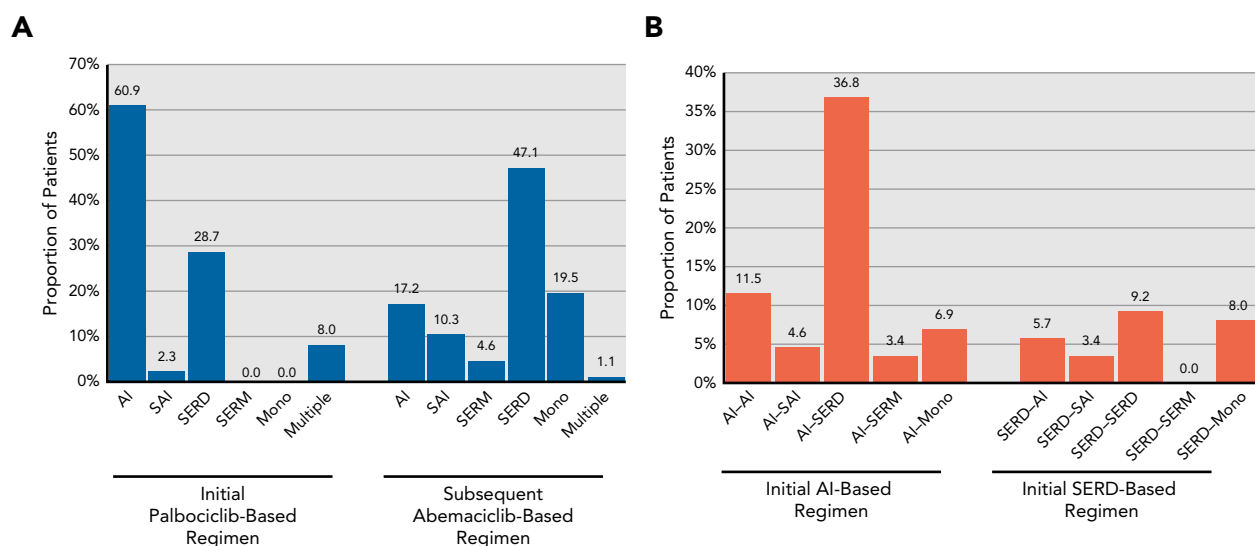 A
Proportion of Patients
70%
60%
50%
40%
30%
20%
10%
0%
60.9
2.3
28.7
0.0
0.0
8.0
17.2
10.3
4.6
47.1
19.5
1.1
AI
SAI
SERD
SERM
Mono
Multiple
AI
SAI
SERM
SERD
Mono
Multiple
Initial
Palbociclib-Based
Regimen
Subsequent
Abemaciclib-Based
Regimen
B
Proportion of Patients
40%
35%
30%
25%
20%
15%
10%
5%
0%
11.5
4.6
36.8
3.4
6.9
5.7
3.4
9.2
0.0
8.0
AI–AI
AI–SAI
AI–SERD
AI–SERM
AI–Mono
SERD–AI
SERD–SAI
SERD–SERD
SERD–SERM
SERD–Mono
Initial AI-Based
Regimen
Initial SERD-Based
Regimen